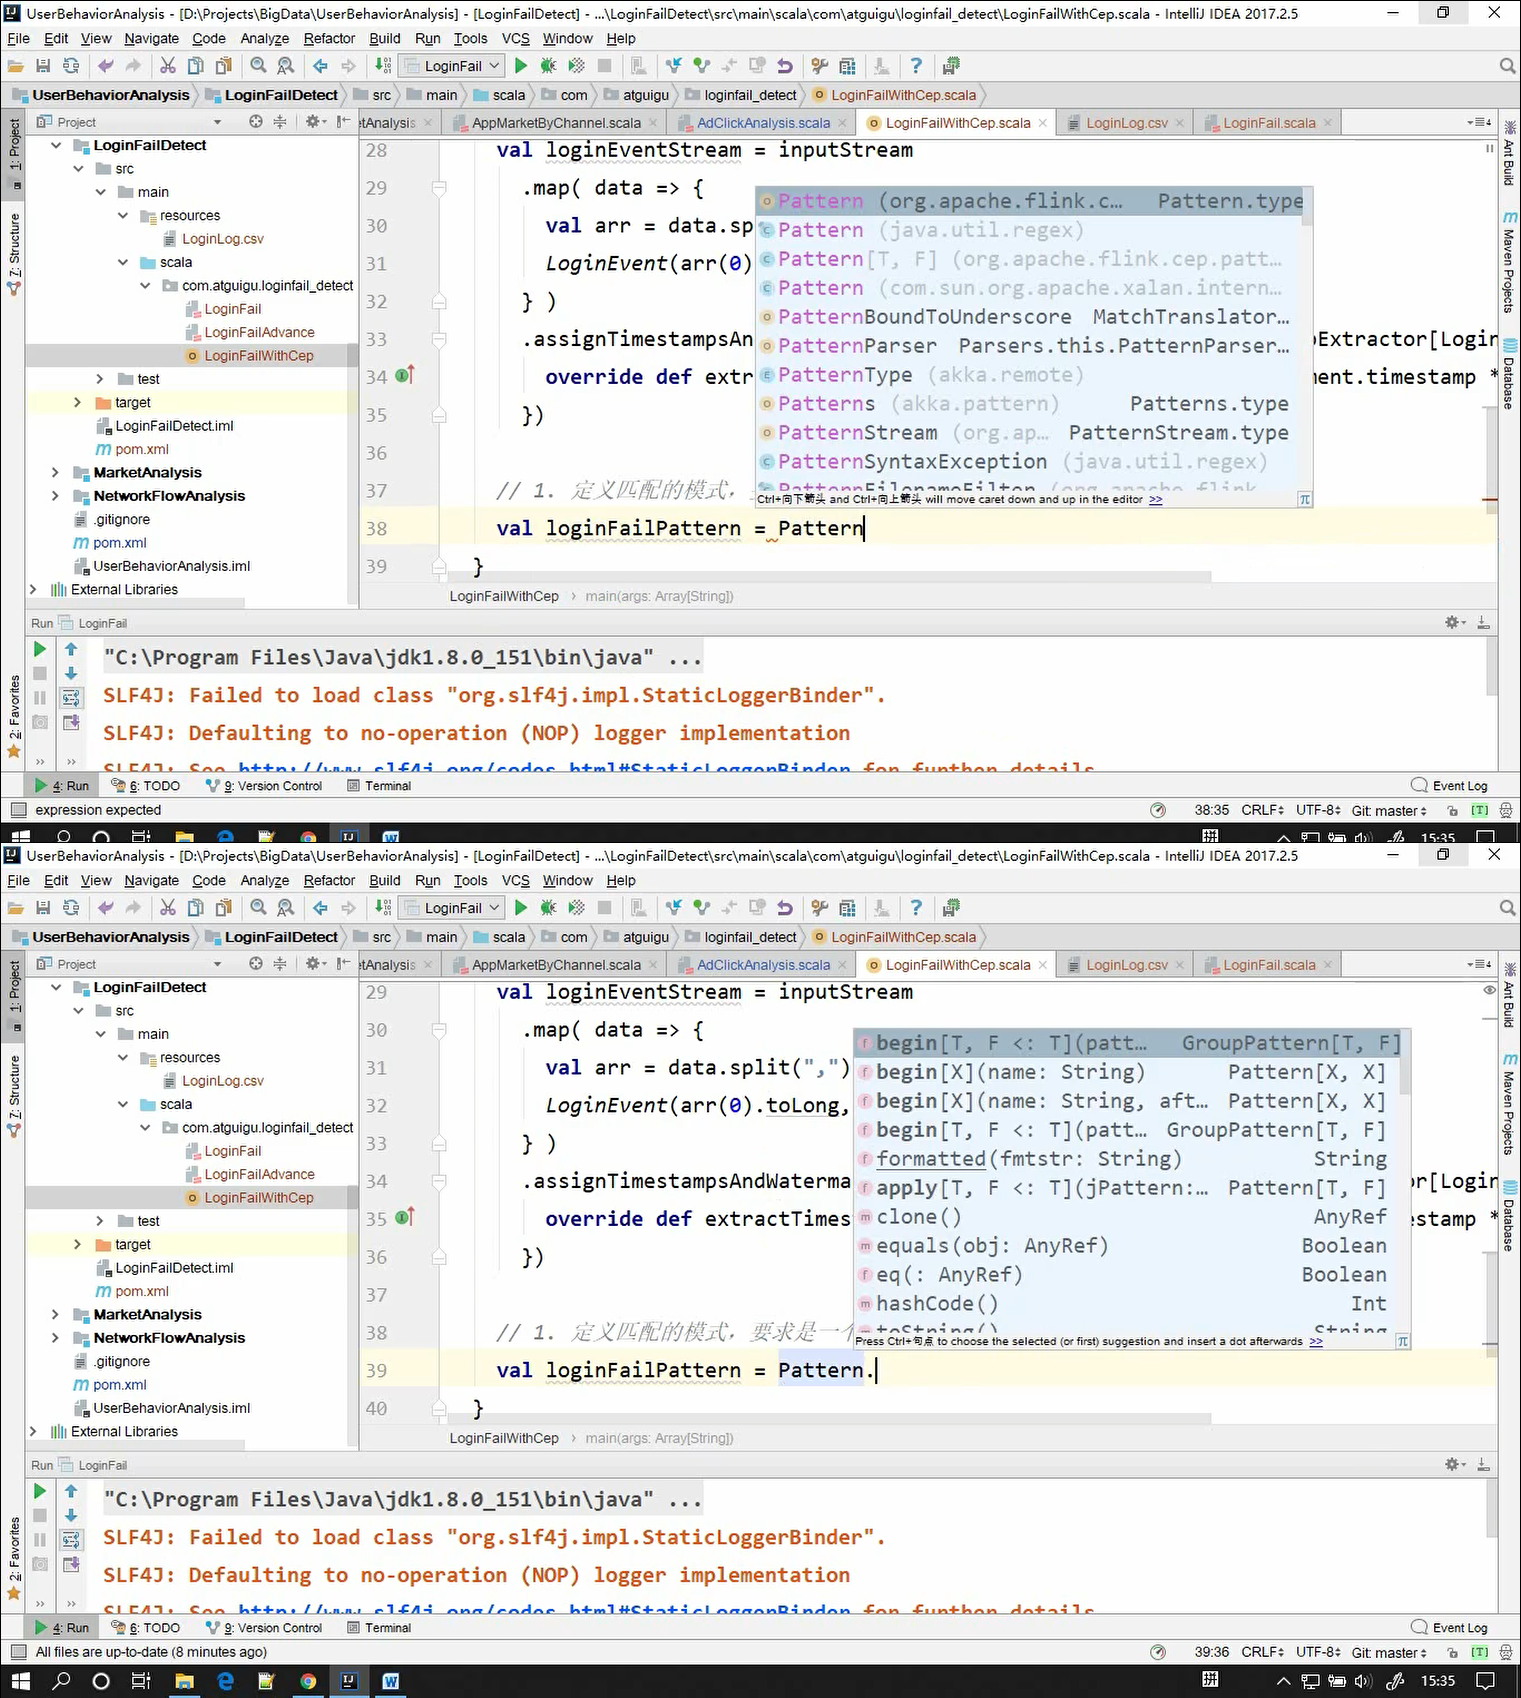 UserBehaviorAnalysis - [D:\Projects\BigData\UserBehaviorAnalysis] - [LoginFailDetect] - ...\LoginFailDetect\src\main\scala\com\atguigu\loginfail_detect\LoginFailWithCep.scala - IntelliJ IDEA 2017.2.5
File Edit View Navigate Code Analyze Refactor Build Run Tools VCS Window Help
LoginFail
UserBehaviorAnalysis LoginFailDetect src main scala com atguigu loginfail_detect LoginFailWithCep.scala
Project
etAnalysis AppMarketByChannel.scala AdClickAnalysis.scala LoginFailWithCep.scala LoginLog.csv LoginFail.scala
1: Project
7: Structure
2: Favorites
Ant Build
Maven Projects
Database
LoginFailDetect
src
main
resources
LoginLog.csv
scala
com.atguigu.loginfail_detect
LoginFail
LoginFailAdvance
LoginFailWithCep
test
target
LoginFailDetect.iml
pom.xml
MarketAnalysis
NetworkFlowAnalysis
.gitignore
pom.xml
UserBehaviorAnalysis.iml
External Libraries
28 val loginEventStream = inputStream
29 .map( data => {
30 val arr = data.sp
31 LoginEvent(arr(0)
32 } )
33 .assignTimestampsAn oExtractor[Login
34 override def extr ment.timestamp *
35 })
36
37 // 1. 定义匹配的模式，
38 val loginFailPattern = Pattern
39 }
Pattern (org.apache.flink.c... Pattern.type
Pattern (java.util.regex)
Pattern[T, F] (org.apache.flink.cep.patt...
Pattern (com.sun.org.apache.xalan.intern...
PatternBoundToUnderscore MatchTranslator...
PatternParser Parsers.this.PatternParser...
PatternType (akka.remote)
Patterns (akka.pattern) Patterns.type
PatternStream (org.ap... PatternStream.type
PatternSyntaxException (java.util.regex)
PatternFilenameFilter (org.apache.flink
Ctrl+向下箭头 and Ctrl+向上箭头 will move caret down and up in the editor >>
LoginFailWithCep main(args: Array[String])
Run LoginFail
"C:\Program Files\Java\jdk1.8.0_151\bin\java" ...
SLF4J: Failed to load class "org.slf4j.impl.StaticLoggerBinder".
SLF4J: Defaulting to no-operation (NOP) logger implementation
SLF4J: See http://www.slf4j.org/codes.html#StaticLoggerBinder for further details
4: Run 6: TODO 9: Version Control Terminal Event Log
expression expected 38:35 CRLF UTF-8 Git: master [T]
拼 15:35
UserBehaviorAnalysis - [D:\Projects\BigData\UserBehaviorAnalysis] - [LoginFailDetect] - ...\LoginFailDetect\src\main\scala\com\atguigu\loginfail_detect\LoginFailWithCep.scala - IntelliJ IDEA 2017.2.5
File Edit View Navigate Code Analyze Refactor Build Run Tools VCS Window Help
LoginFail
UserBehaviorAnalysis LoginFailDetect src main scala com atguigu loginfail_detect LoginFailWithCep.scala
Project
etAnalysis AppMarketByChannel.scala AdClickAnalysis.scala LoginFailWithCep.scala LoginLog.csv LoginFail.scala
1: Project
7: Structure
2: Favorites
Ant Build
Maven Projects
Database
LoginFailDetect
src
main
resources
LoginLog.csv
scala
com.atguigu.loginfail_detect
LoginFail
LoginFailAdvance
LoginFailWithCep
test
target
LoginFailDetect.iml
pom.xml
MarketAnalysis
NetworkFlowAnalysis
.gitignore
pom.xml
UserBehaviorAnalysis.iml
External Libraries
29 val loginEventStream = inputStream
30 .map( data => {
31 val arr = data.split(",")
32 LoginEvent(arr(0).toLong,
33 } )
34 .assignTimestampsAndWaterma or[Login
35 override def extractTimes stamp *
36 })
37
38 // 1. 定义匹配的模式，要求是一个
39 val loginFailPattern = Pattern.
40 }
begin[T, F <: T](patt... GroupPattern[T, F]
begin[X](name: String) Pattern[X, X]
begin[X](name: String, aft... Pattern[X, X]
begin[T, F <: T](patt... GroupPattern[T, F]
formatted(fmtstr: String) String
apply[T, F <: T](jPattern:... Pattern[T, F]
clone() AnyRef
equals(obj: AnyRef) Boolean
eq(: AnyRef) Boolean
hashCode() Int
toString() String
Press Ctrl+句点 to choose the selected (or first) suggestion and insert a dot afterwards >>
LoginFailWithCep main(args: Array[String])
Run LoginFail
"C:\Program Files\Java\jdk1.8.0_151\bin\java" ...
SLF4J: Failed to load class "org.slf4j.impl.StaticLoggerBinder".
SLF4J: Defaulting to no-operation (NOP) logger implementation
SLF4J: See http://www.slf4j.org/codes.html#StaticLoggerBinder for further details
4: Run 6: TODO 9: Version Control Terminal Event Log
All files are up-to-date (8 minutes ago) 39:36 CRLF UTF-8 Git: master [T]
拼 15:35